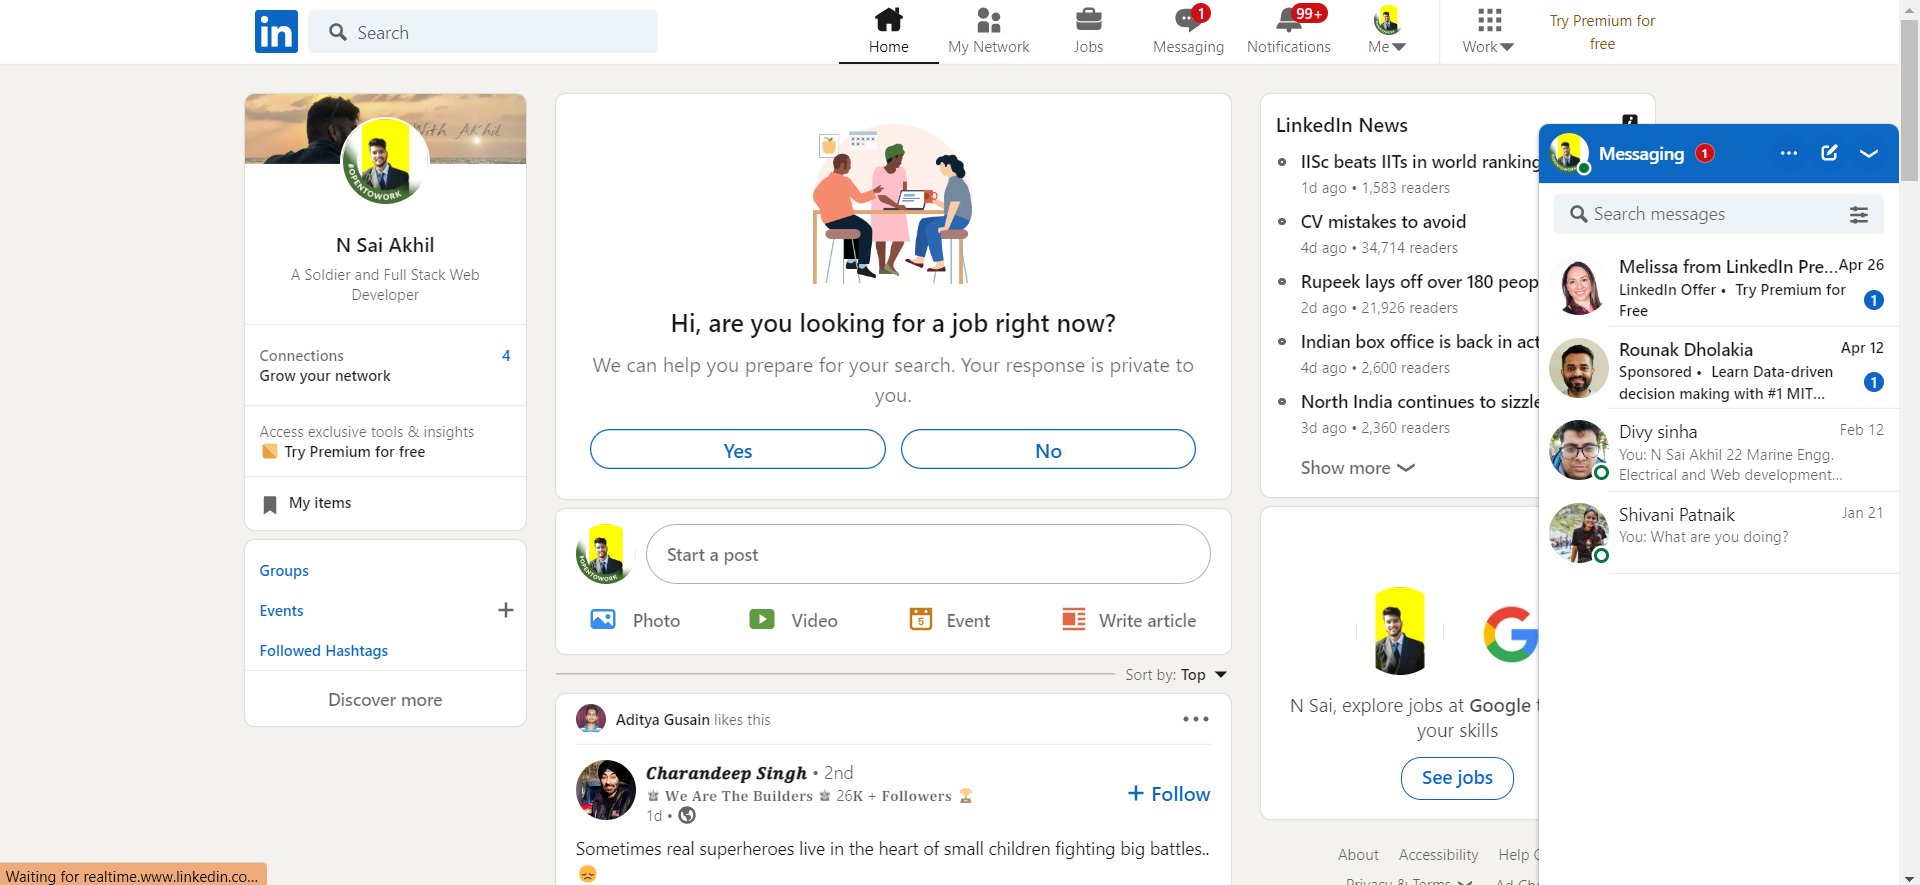 in
Search
Home
My Network
Jobs
1
Messaging
99+
Notifications
Me
Work
Try Premium for
free
With Akhil
#OPENTOWORK
N Sai Akhil
A Soldier and Full Stack Web
Developer
Connections
4
Grow your network
Access exclusive tools & insights
Try Premium for free
My items
Groups
Events
Followed Hashtags
Discover more
Hi, are you looking for a job right now?
We can help you prepare for your search. Your response is private to
you.
Yes
No
#OPENTOWORK
Start a post
Photo
Video
5
Event
Write article
Sort by: Top
Aditya Gusain likes this
Charandeep Singh • 2nd
We Are The Builders 26K + Followers
1d •
+ Follow
Sometimes real superheroes live in the heart of small children fighting big battles..
LinkedIn News
IISc beats IITs in world ranking
1d ago • 1,583 readers
CV mistakes to avoid
4d ago • 34,714 readers
Rupeek lays off over 180 peop
2d ago • 21,926 readers
Indian box office is back in act
4d ago • 2,600 readers
North India continues to sizzle
3d ago • 2,360 readers
Show more
G
N Sai, explore jobs at Google
your skills
See jobs
About
Accessibility
Help
Privacy & Terms
Messaging
1
Search messages
Melissa from LinkedIn Pre...
Apr 26
LinkedIn Offer • Try Premium for
Free
1
Rounak Dholakia
Apr 12
Sponsored • Learn Data-driven
decision making with #1 MIT...
1
Divy sinha
Feb 12
You: N Sai Akhil 22 Marine Engg.
Electrical and Web development...
Shivani Patnaik
Jan 21
You: What are you doing?
Waiting for realtime.www.linkedin.co...